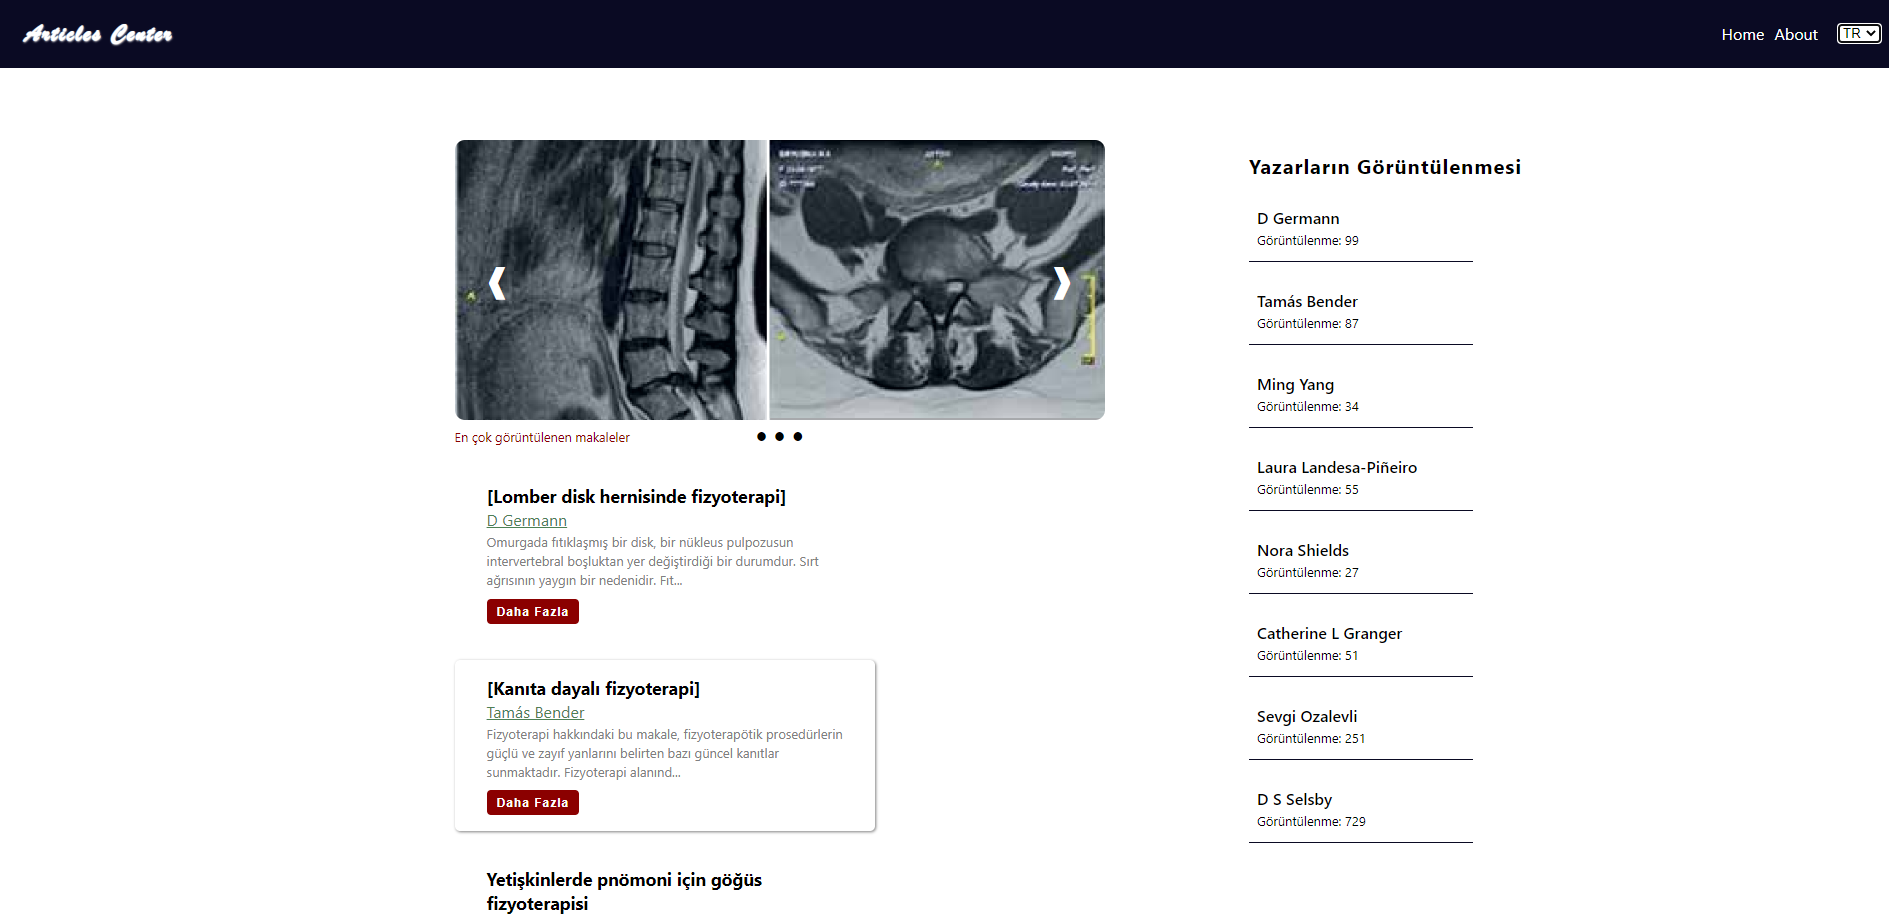 Articles Center
Home About TR
En çok görüntülenen makaleler
[Lomber disk hernisinde fizyoterapi]
D Germann
Omurgada fıtıklaşmış bir disk, bir nükleus pulpozusun
intervertebral boşluktan yer değiştirdiği bir durumdur. Sırt
ağrısının yaygın bir nedenidir. Fıt...
Daha Fazla
[Kanıta dayalı fizyoterapi]
Tamás Bender
Fizyoterapi hakkındaki bu makale, fizyoterapötik prosedürlerin
güçlü ve zayıf yanlarını belirten bazı güncel kanıtlar
sunmaktadır. Fizyoterapi alanınd...
Daha Fazla
Yetişkinlerde pnömoni için göğüs
fizyoterapisi
Yazarların Görüntülenmesi
D Germann
Görüntülenme: 99
Tamás Bender
Görüntülenme: 87
Ming Yang
Görüntülenme: 34
Laura Landesa-Piñeiro
Görüntülenme: 55
Nora Shields
Görüntülenme: 27
Catherine L Granger
Görüntülenme: 51
Sevgi Ozalevli
Görüntülenme: 251
D S Selsby
Görüntülenme: 729